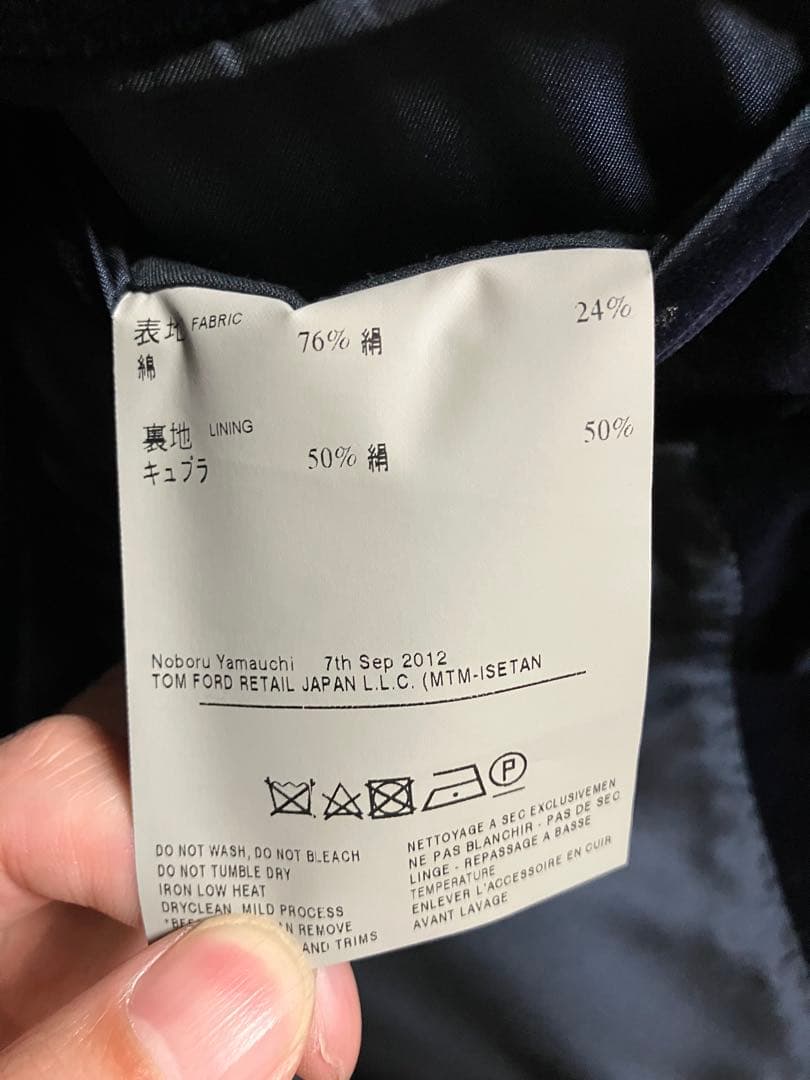 表地 FABRIC
綿 76% 絹 24%
裏地 LINING
キュプラ 50% 絹 50%
Noboru Yamauchi 7th Sep 2012
TOM FORD RETAIL JAPAN L.L.C. (MTM-ISETAN
P
DO NOT WASH, DO NOT BLEACH
DO NOT TUMBLE DRY
IRON LOW HEAT
DRYCLEAN MILD PROCESS
REMOVE
AND TRIMS
NETTOYAGE A SEC EXCLUSIVEMEN
NE PAS BLANCHIR - PAS DE SEC
LINGE - REPASSAGE A BASSE
TEMPERATURE
ENLEVER L'ACCESSOIRE EN CUIR
AVANT LAVAGE